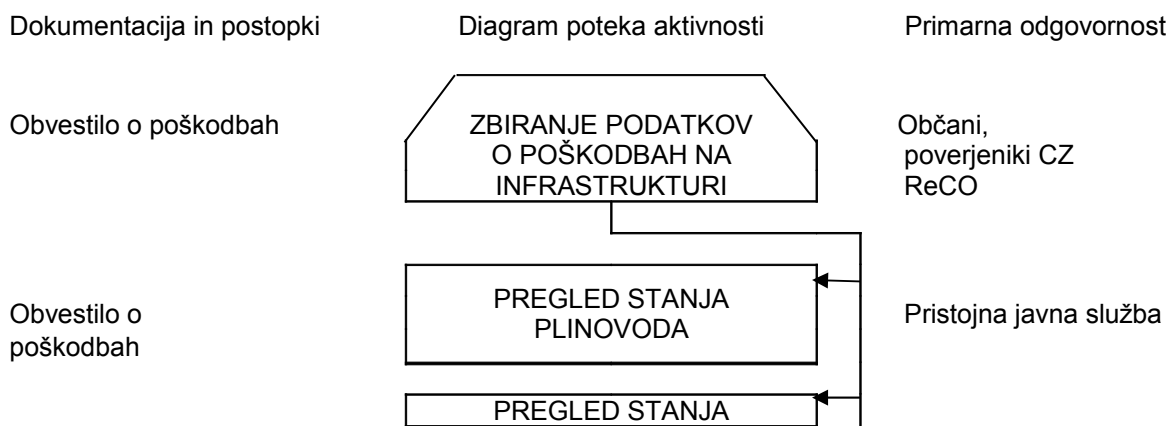 Dokumentacija in postopki
Diagram poteka aktivnosti
Primarna odgovornost
Obvestilo o poškodbah
ZBIRANJE PODATKOV
O POŠKODBAH NA
INFRASTRUKTURI
Občani,
poverjeniki CZ
ReCO
Obvestilo o
poškodbah
PREGLED STANJA
PLINOVODA
Pristojna javna služba
PREGLED STANJA